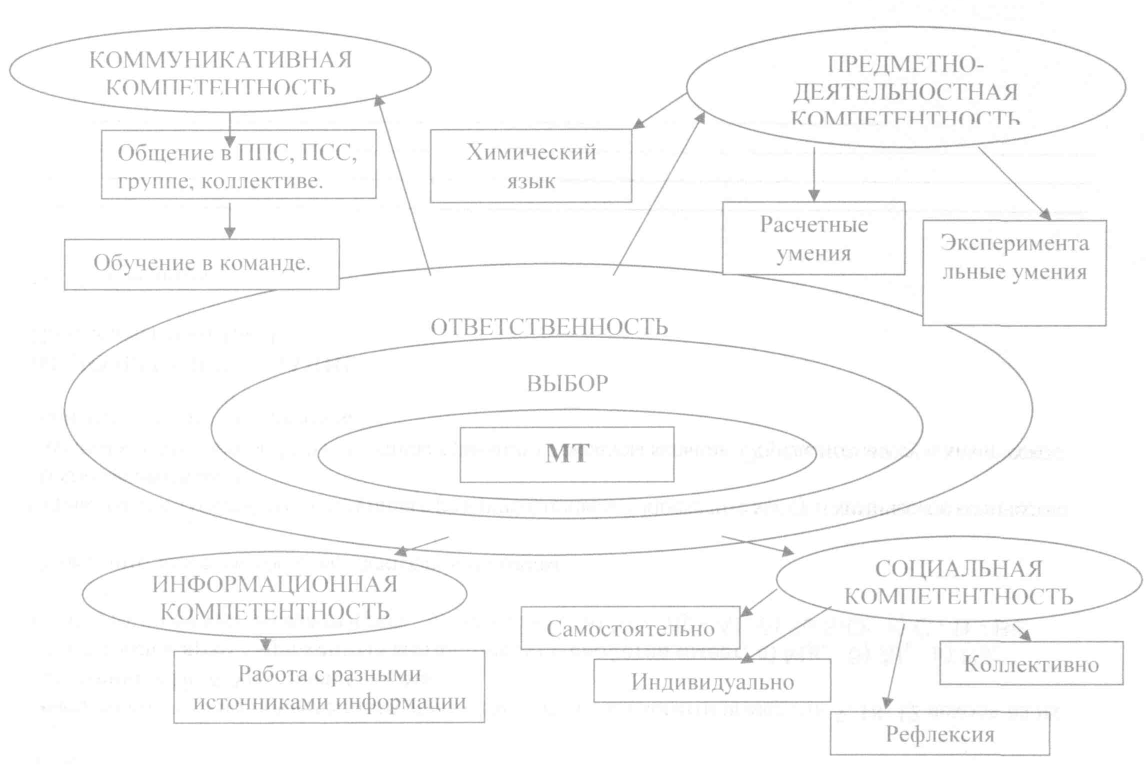 КОММУНИКАТИВНАЯ
КОМПЕТЕНТНОСТЬ
ПРЕДМЕТНО-
ДЕЯТЕЛЬНОСТНАЯ
КОМПЕТЕНТНОСТЬ
Общение в ППС, ПСС,
группе, коллективе.
Химический
язык
Обучение в команде.
Расчетные
умения
Эксперимента
льные умения
ОТВЕТСТВЕННОСТЬ
ВЫБОР
МТ
ИНФОРМАЦИОННАЯ
КОМПЕТЕНТНОСТЬ
СОЦИАЛЬНАЯ
КОМПЕТЕНТНОСТЬ
Самостоятельно
Коллективно
Индивидуально
Работа с разными
источниками информации
Рефлексия